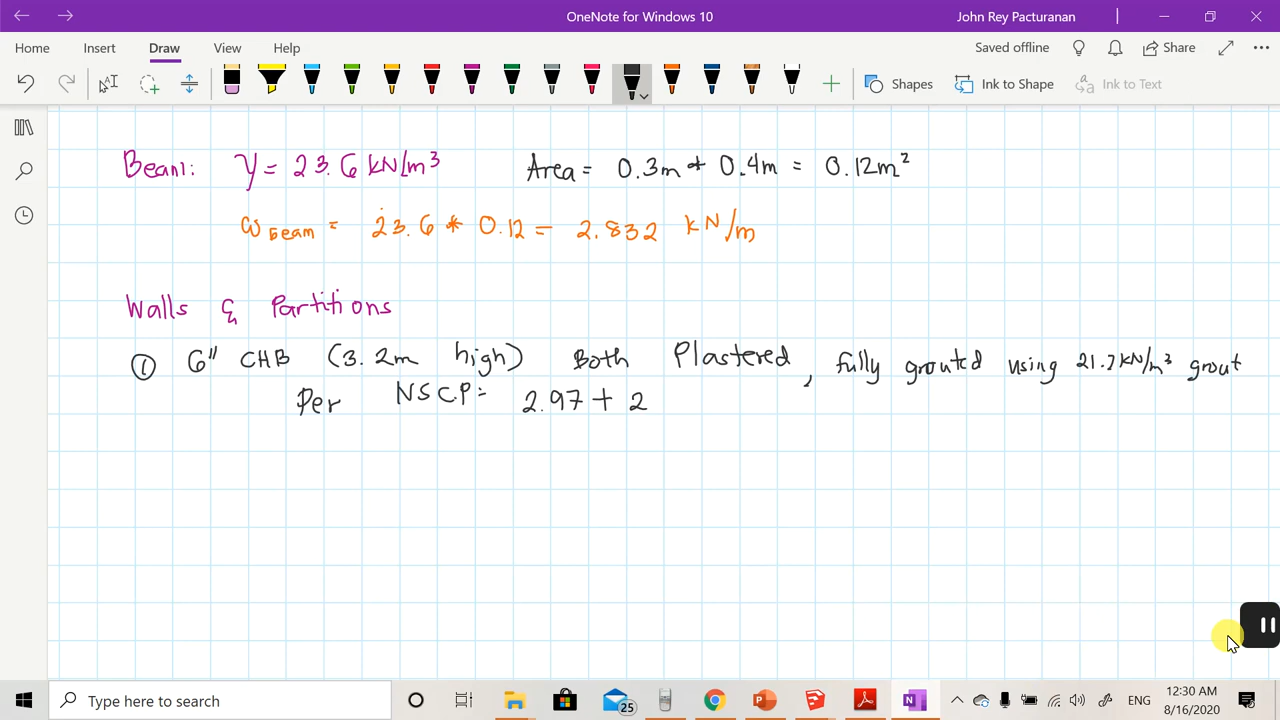 OneNote for Windows 10
John Rey Pacturanan
Home Insert Draw View Help
Saved offline Share
Shapes Ink to Shape Ink to Text
Beam: γ = 23.6 kN/m³ Area = 0.3m * 0.4m = 0.12m²
ω Beam = 23.6 * 0.12 = 2.832 kN/m
Walls & Partitions
① 6" CHB (3.2m high) Both Plastered, fully grouted using 21.7 kN/m³ grout
Per NSCP = 2.97 + 2
Type here to search
25
ENG
12:30 AM
8/16/2020